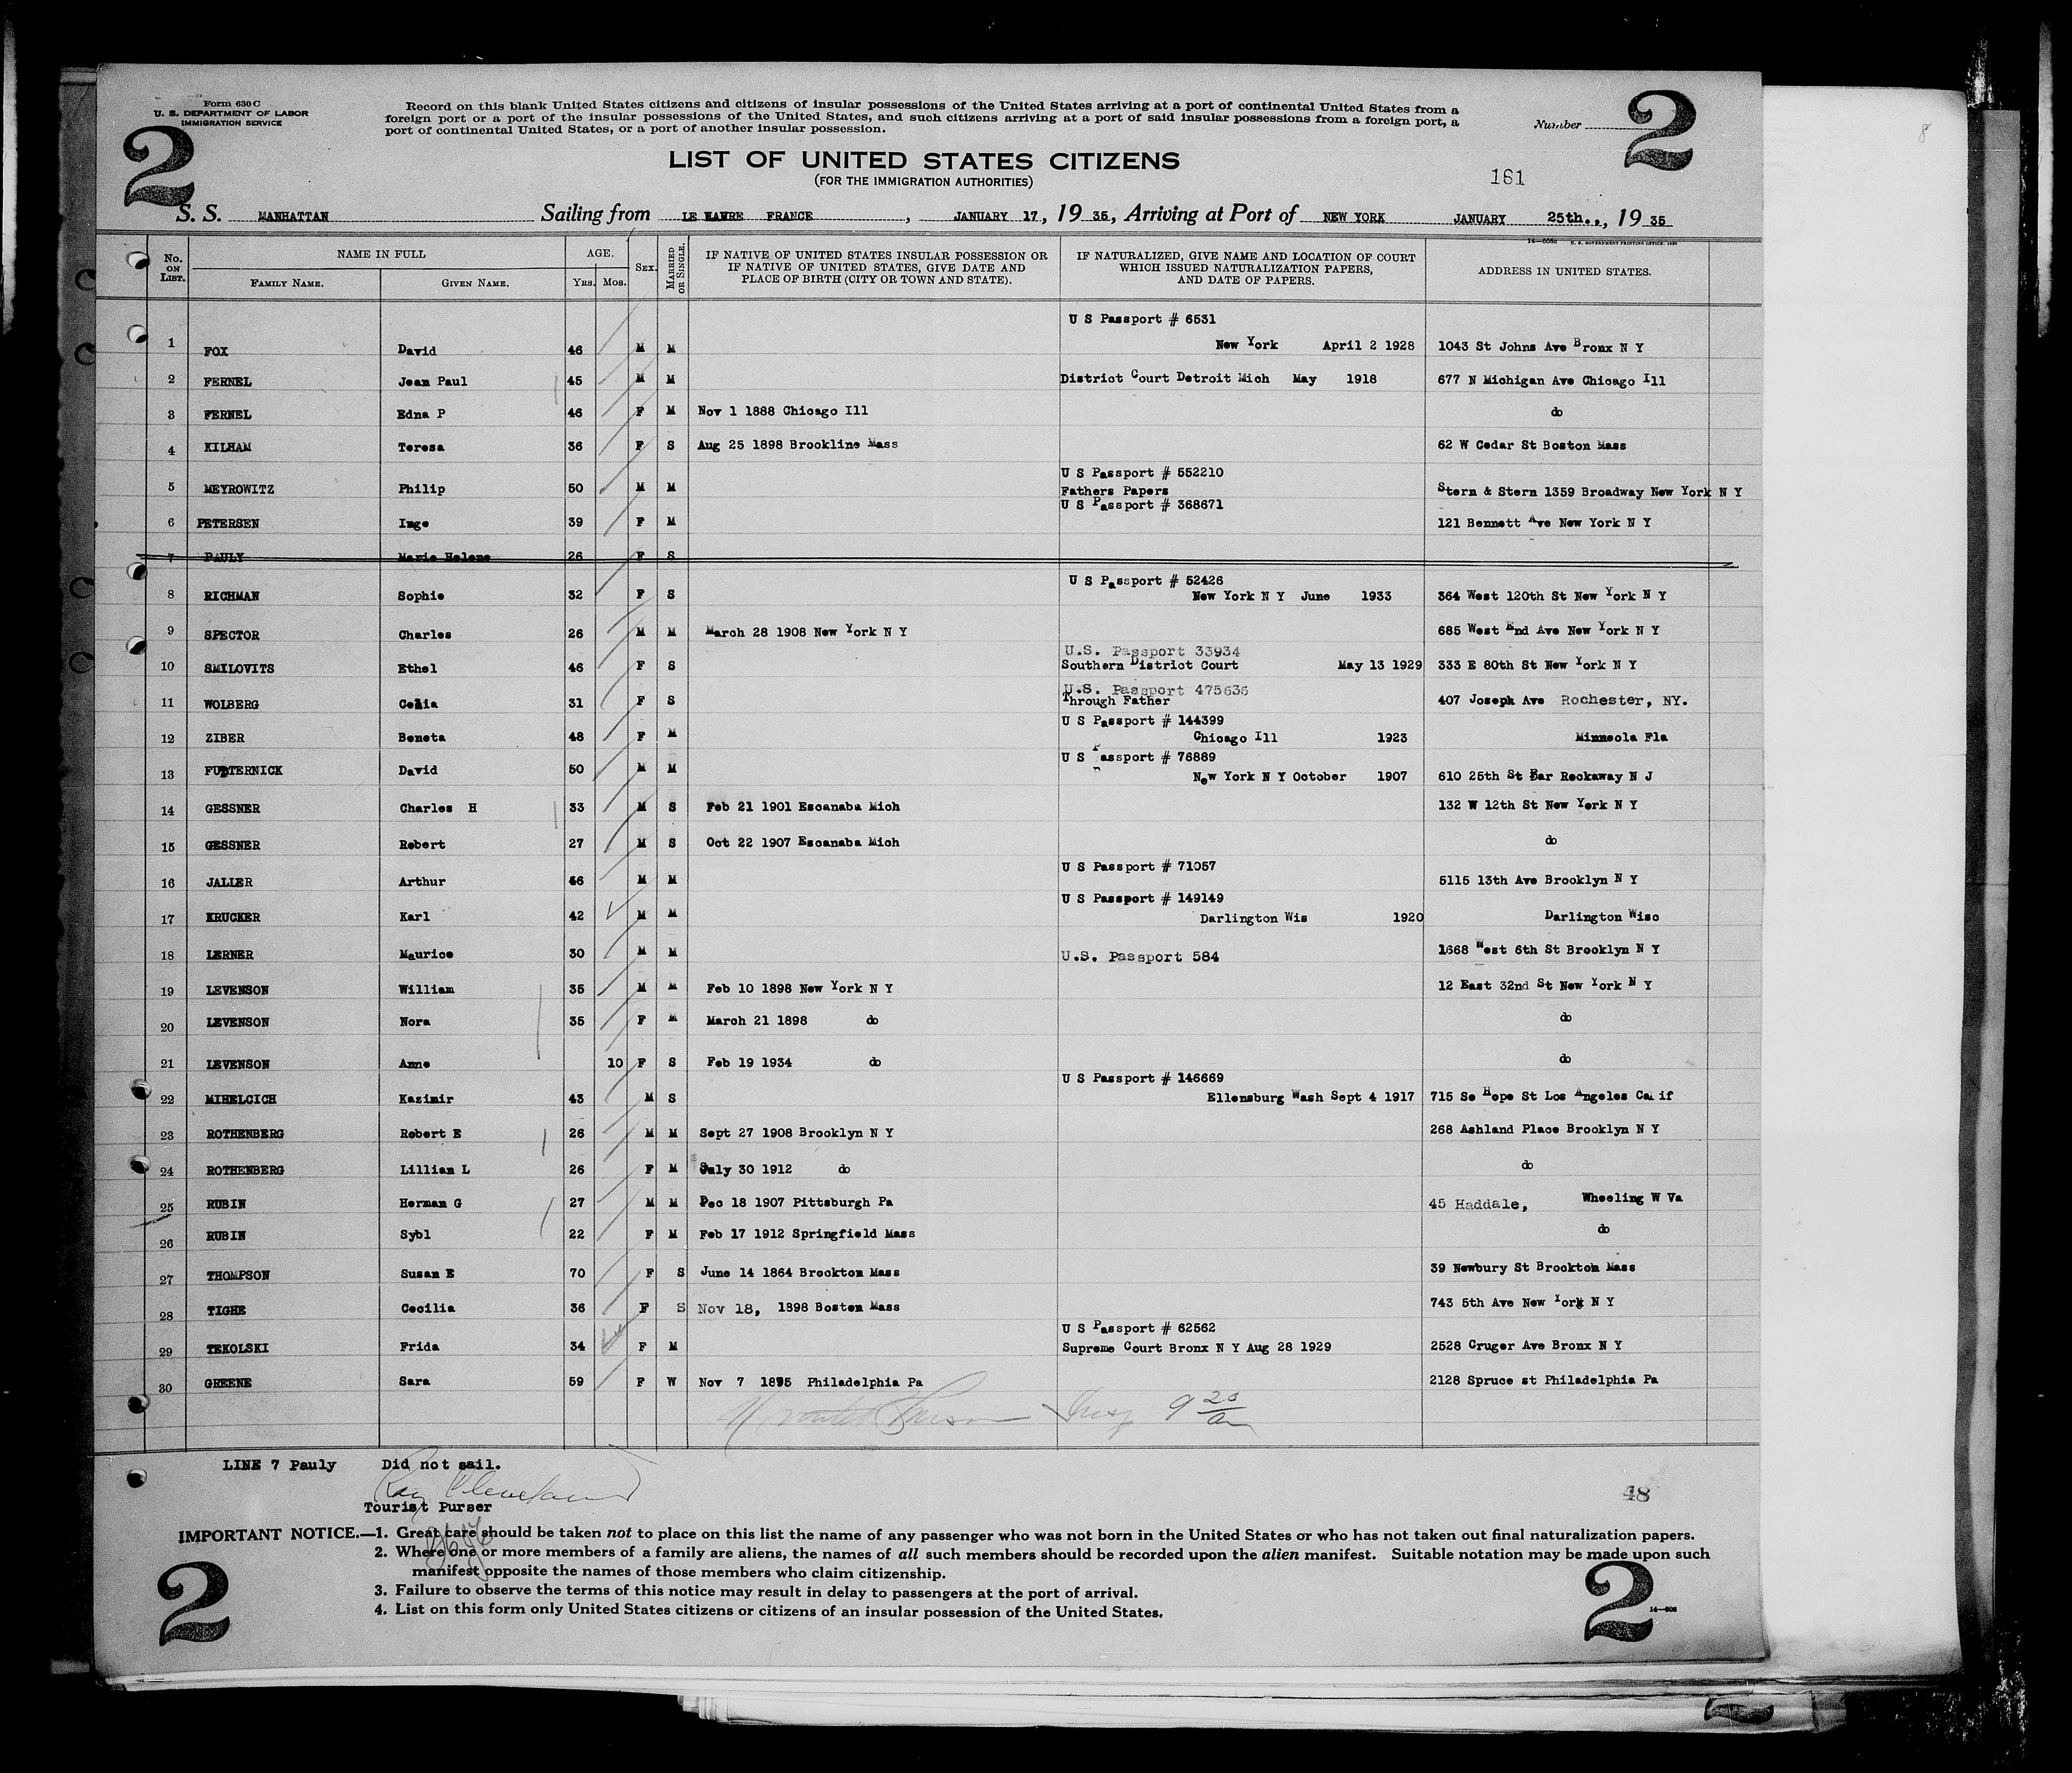 Form 630 C
U. S. DEPARTMENT OF LABOR
IMMIGRATION SERVICE
2
Record on this blank United States citizens and citizens of insular possessions of the United States arriving at a port of continental United States from a
foreign port or a port of the insular possessions of the United States, and such citizens arriving at a port of said insular possessions from a foreign port, a
port of continental United States, or a port of another insular possession.
Number
2
LIST OF UNITED STATES CITIZENS
(FOR THE IMMIGRATION AUTHORITIES)
161
S. S. MANHATTAN Sailing from LE HAVRE FRANCE, JANUARY 17, 19 35, Arriving at Port of NEW YORK JANUARY 25th., 19 35
No. ON LIST. NAME IN FULL FAMILY NAME. GIVEN NAME. AGE. YRS. MOS. SEX. MARRIED OR SINGLE. IF NATIVE OF UNITED STATES INSULAR POSSESSION OR IF NATIVE OF UNITED STATES, GIVE DATE AND PLACE OF BIRTH (CITY OR TOWN AND STATE). IF NATURALIZED, GIVE NAME AND LOCATION OF COURT WHICH ISSUED NATURALIZATION PAPERS, AND DATE OF PAPERS. ADDRESS IN UNITED STATES.
U S Passport # 6531
1 FOX David 46 M M New York April 2 1928 1043 St Johns Ave Bronx N Y
2 FERNEL Jean Paul 45 M M District Court Detroit Mich May 1918 677 N Michigan Ave Chicago Ill
3 FERNEL Edna P 46 F M Nov 1 1888 Chicago Ill do
4 KILHAM Teresa 36 F S Aug 25 1898 Brookline Mass 62 W Cedar St Boston Mass
U S Passport # 552210
5 MEYROWITZ Philip 50 M M Fathers Papers Stern & Stern 1359 Broadway New York N Y
U S Passport # 368671
6 PETERSEN Inge 39 F M 121 Bennett Ave New York N Y
7 PAULY Marie Helene 26 F S
U S Passport # 52426
8 RICHMAN Sophie 32 F S New York N Y June 1933 364 West 120th St New York N Y
9 SPECTOR Charles 26 M M March 28 1908 New York N Y 685 West End Ave New York N Y
U.S. Passport 33934
10 SMILOVITS Ethel 46 F S Southern District Court May 13 1929 333 E 80th St New York N Y
U.S. Passport 475636
11 WOLBERG Celia 31 F S Through Father 407 Joseph Ave Rochester, NY.
U S Passport # 144399
12 ZIBER Beneta 48 F M Chicago Ill 1923 Minneola Fla
U S Passport # 76889
13 FUTTERNICK David 50 M M New York N Y October 1907 610 25th St Far Rockaway N J
14 GESSNER Charles H 33 M S Feb 21 1901 Escanaba Mich 132 W 12th St New York N Y
15 GESSNER Robert 27 M S Oct 22 1907 Escanaba Mich do
U S Passport # 71057
16 JALLER Arthur 46 M M 5115 13th Ave Brooklyn N Y
U S Passport # 149149
17 KRUCKER Karl 42 M M Darlington Wis 1920 Darlington Wisc
18 LERNER Maurice 30 M M U.S. Passport 584 1668 West 6th St Brooklyn N Y
19 LEVENSON William 35 M M Feb 10 1898 New York N Y 12 East 32nd St New York N Y
20 LEVENSON Nora 35 F M March 21 1898 do do
21 LEVENSON Anne 10 F S Feb 19 1934 do do
U S Passport # 146669
22 MIHELCICH Kazimir 43 M S Ellensburg Wash Sept 4 1917 715 So Hope St Los Angeles Calif
23 ROTHENBERG Robert E 26 M M Sept 27 1908 Brooklyn N Y 268 Ashland Place Brooklyn N Y
24 ROTHENBERG Lillian L 26 F M July 30 1912 do do
25 RUBIN Herman G 27 M M Dec 18 1907 Pittsburgh Pa 45 Haddale, Wheeling W Va
26 RUBIN Sybl 22 F M Feb 17 1912 Springfield Mass do
27 THOMPSON Susan E 70 F S June 14 1864 Brockton Mass 39 Newbury St Brockton Mass
28 TIGHE Cecilia 36 F S Nov 18, 1898 Boston Mass 743 5th Ave New York N Y
U S Passport # 62562
29 TEKOLSKI Frida 34 F M Supreme Court Bronx N Y Aug 28 1929 2528 Cruger Ave Bronx N Y
30 GREENE Sara 59 F W Nov 7 1875 Philadelphia Pa 2128 Spruce st Philadelphia Pa
Insp 9 20
LINE 7 Pauly Did not sail.
Ray Cleveland
Tourist Purser
48
IMPORTANT NOTICE.—1. Great care should be taken not to place on this list the name of any passenger who was not born in the United States or who has not taken out final naturalization papers.
2. Where one or more members of a family are aliens, the names of all such members should be recorded upon the alien manifest. Suitable notation may be made upon such
manifest opposite the names of those members who claim citizenship.
3. Failure to observe the terms of this notice may result in delay to passengers at the port of arrival.
4. List on this form only United States citizens or citizens of an insular possession of the United States.
2
2